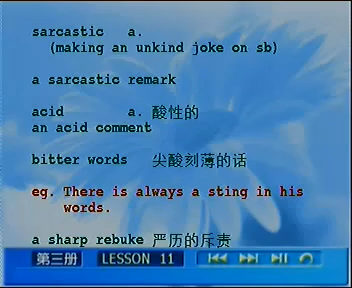 sarcastic a.
(making an unkind joke on sb)
a sarcastic remark
acid a. 酸性的
an acid comment
bitter words 尖酸刻薄的话
eg. There is always a sting in his
words.
a sharp rebuke 严历的斥责
第三册 LESSON 11